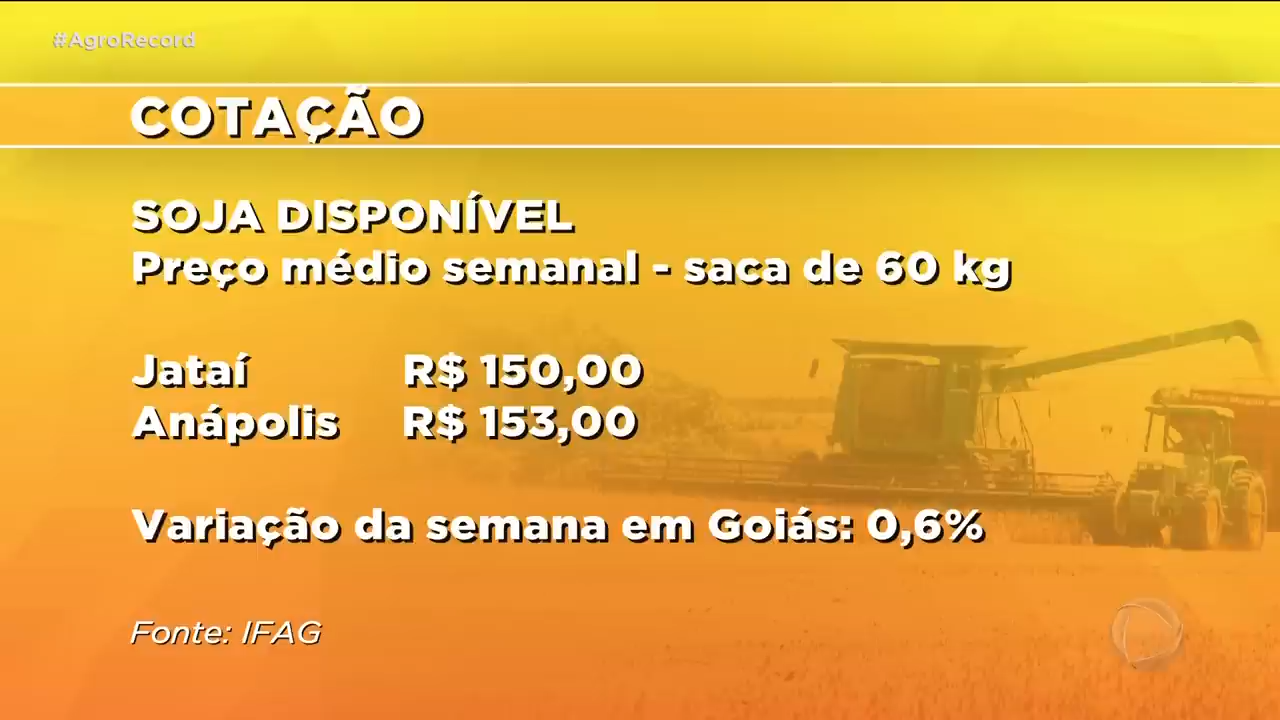 #AgroRecord
COTAÇÃO
SOJA DISPONÍVEL
Preço médio semanal - saca de 60 kg
Jataí R$ 150,00
Anápolis R$ 153,00
Variação da semana em Goiás: 0,6%
Fonte: IFAG